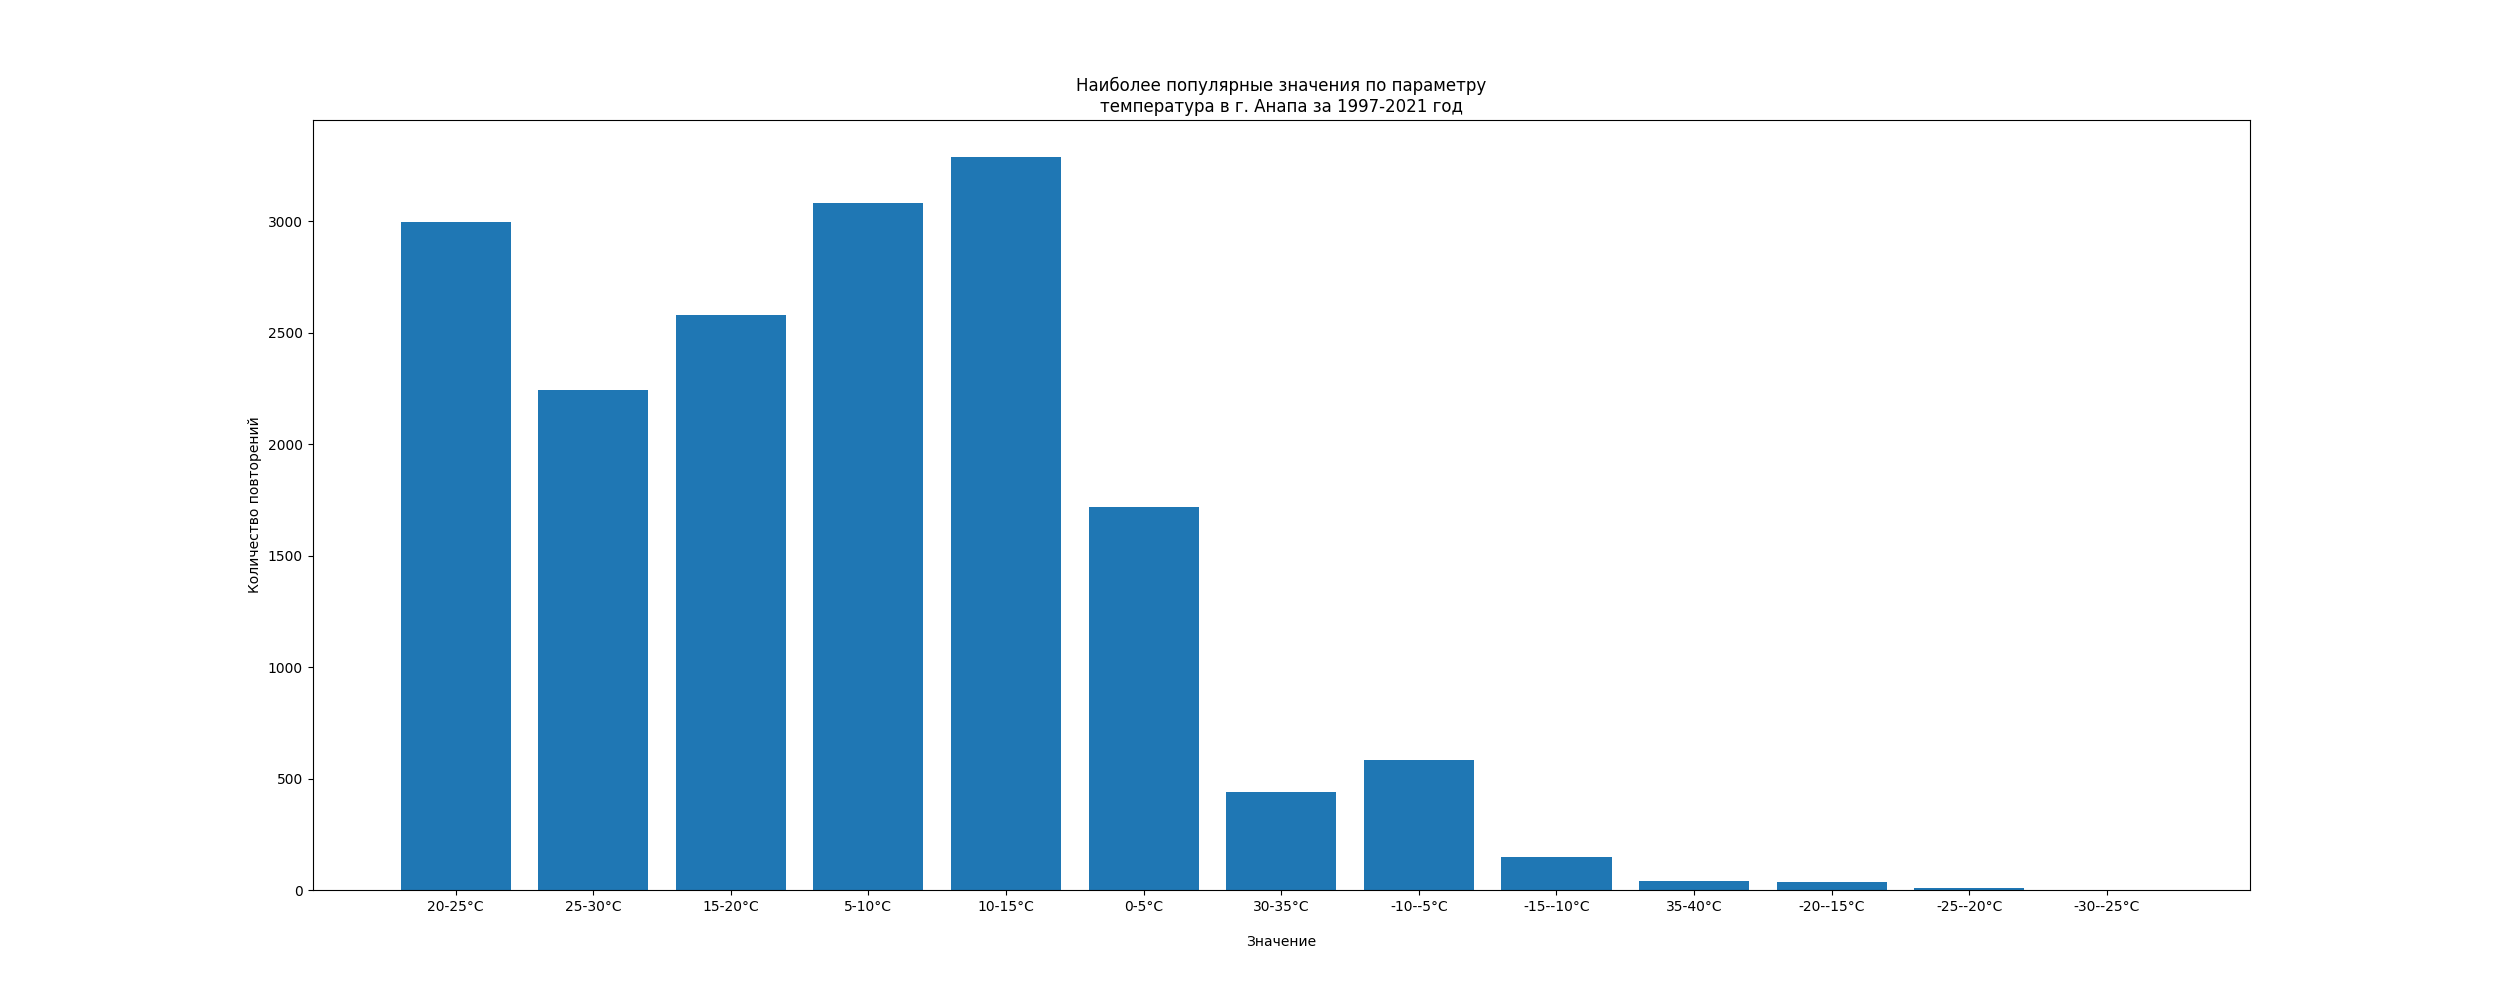 Наиболее популярные значения по параметру
температура в г. Анапа за 1997-2021 год
Количество повторений
3000
2500
2000
1500
1000
500
0
20-25°C 25-30°C 15-20°C 5-10°C 10-15°C 0-5°C 30-35°C -10--5°C -15--10°C 35-40°C -20--15°C -25--20°C -30--25°C
Значение